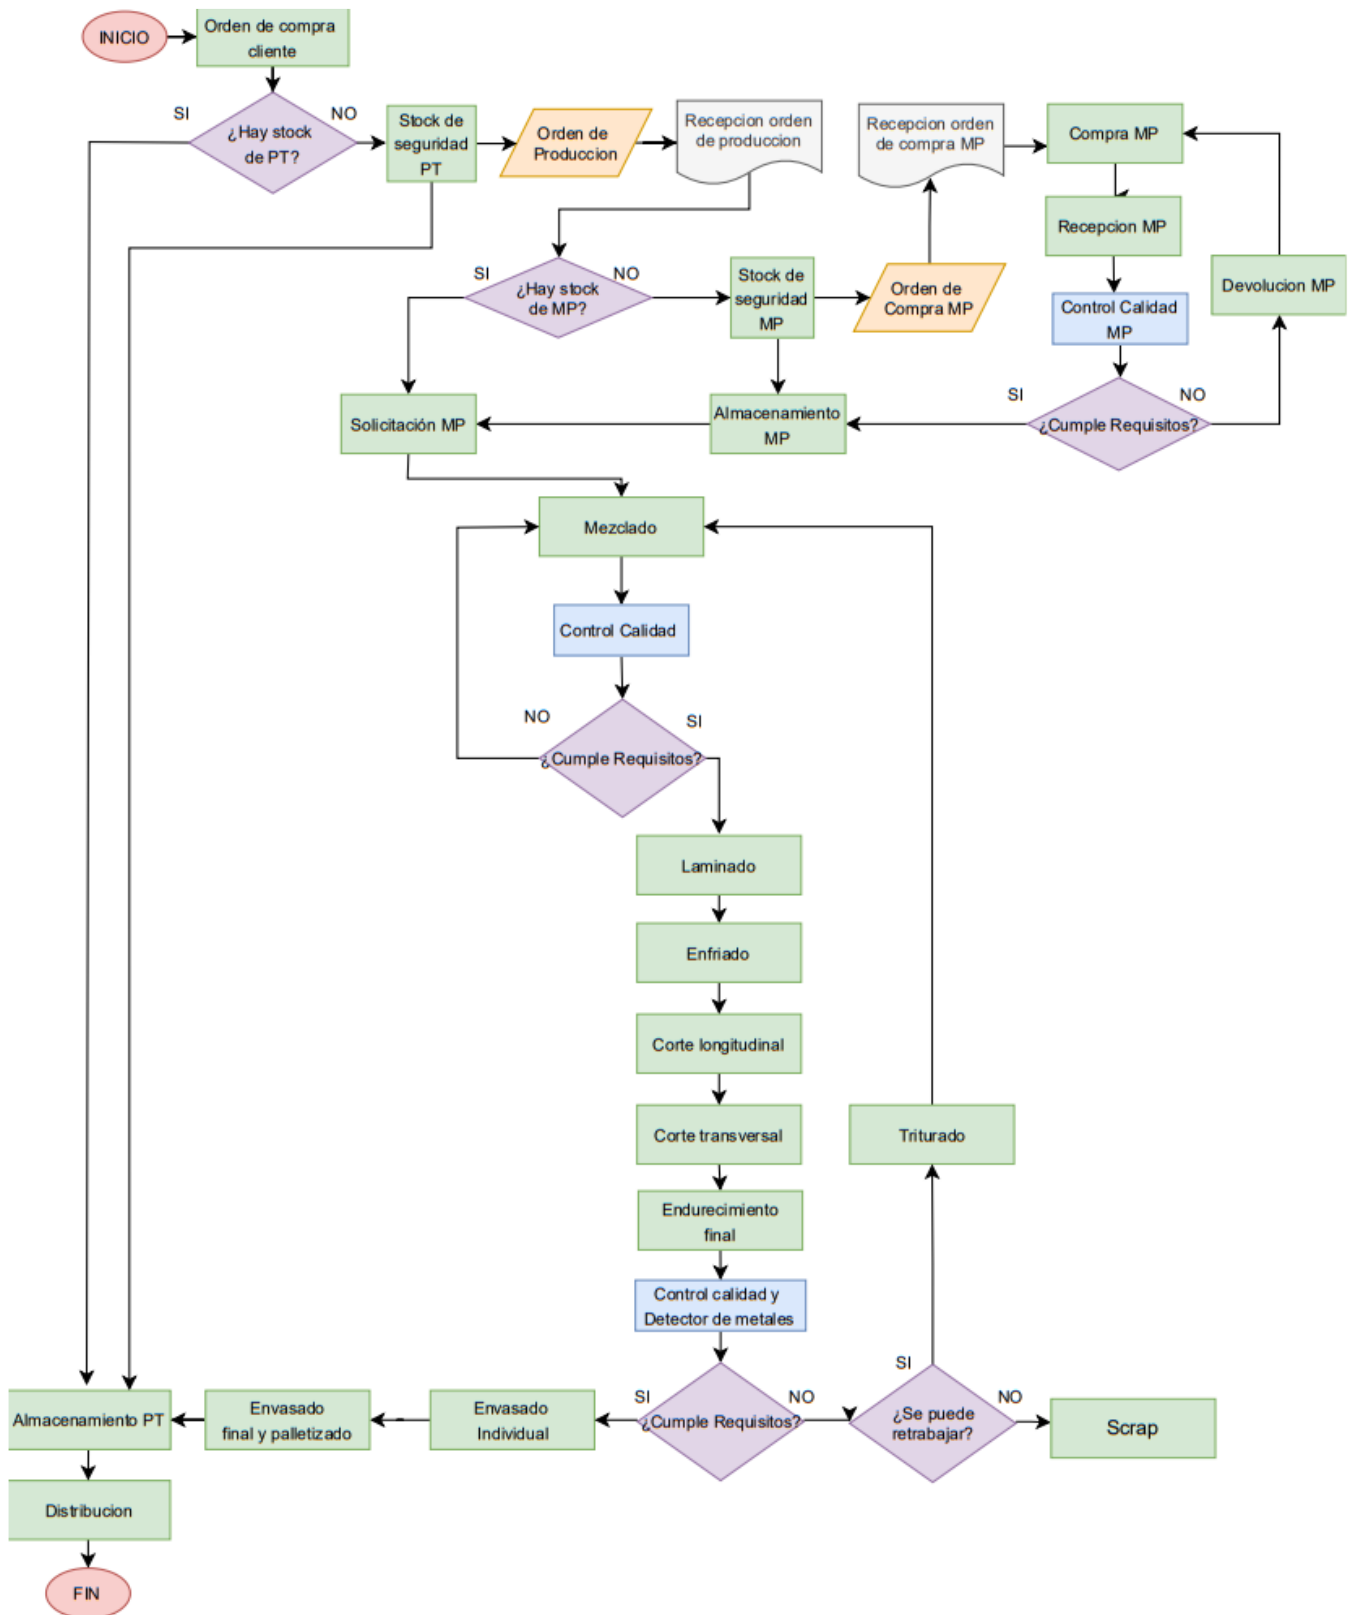 INICIO
Orden de compra
cliente
SI
NO
¿Hay stock
de PT?
Stock de
seguridad
PT
Orden de
Produccion
Recepcion orden
de produccion
Recepcion orden
de compra MP
Compra MP
Recepcion MP
SI
NO
¿Hay stock
de MP?
Stock de
seguridad
MP
Orden de
Compra MP
Control Calidad
MP
Devolucion MP
SI
NO
¿Cumple Requisitos?
Almacenamiento
MP
Solicitación MP
Mezclado
Control Calidad
NO
SI
¿Cumple Requisitos?
Laminado
Enfriado
Corte longitudinal
Corte transversal
Triturado
Endurecimiento
final
Control calidad y
Detector de metales
SI
NO
¿Cumple Requisitos?
SI
NO
¿Se puede
retrabajar?
Scrap
Envasado
Individual
Envasado
final y palletizado
Almacenamiento PT
Distribucion
FIN